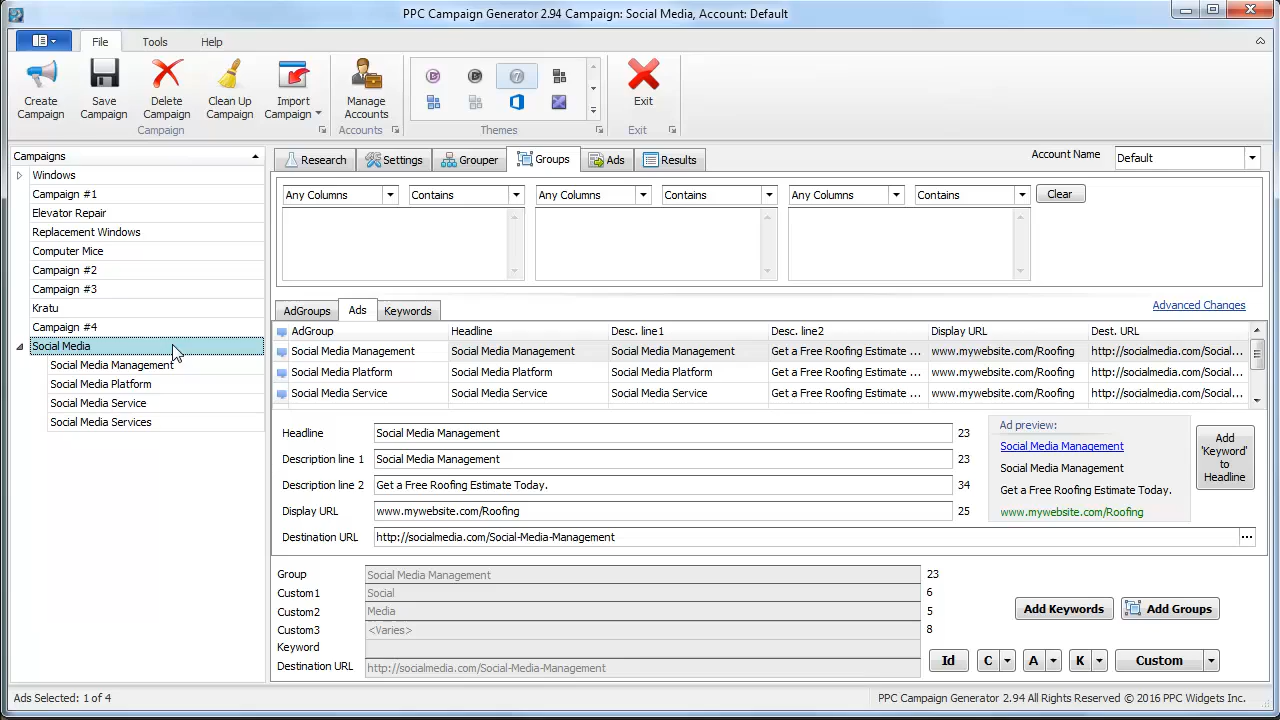 PPC Campaign Generator 2.94 Campaign: Social Media, Account: Default
File Tools Help
Create Campaign
Save Campaign
Delete Campaign
Clean Up Campaign
Import Campaign
Manage Accounts
Exit
Campaign Accounts Themes Exit
Campaigns
Windows
Campaign #1
Elevator Repair
Replacement Windows
Computer Mice
Campaign #2
Campaign #3
Kratu
Campaign #4
Social Media
Social Media Management
Social Media Platform
Social Media Service
Social Media Services
Research Settings Grouper Groups Ads Results
Account Name Default
Any Columns Contains Any Columns Contains Any Columns Contains Clear
AdGroups Ads Keywords
Advanced Changes
AdGroup Headline Desc. line1 Desc. line2 Display URL Dest. URL
Social Media Management Social Media Management Social Media Management Get a Free Roofing Estimate ... www.mywebsite.com/Roofing http://socialmedia.com/Social...
Social Media Platform Social Media Platform Social Media Platform Get a Free Roofing Estimate ... www.mywebsite.com/Roofing http://socialmedia.com/Social...
Social Media Service Social Media Service Social Media Service Get a Free Roofing Estimate ... www.mywebsite.com/Roofing http://socialmedia.com/Social...
Headline Social Media Management 23
Description line 1 Social Media Management 23
Description line 2 Get a Free Roofing Estimate Today. 34
Display URL www.mywebsite.com/Roofing 25
Destination URL http://socialmedia.com/Social-Media-Management ...
Ad preview:
Social Media Management
Social Media Management
Get a Free Roofing Estimate Today.
www.mywebsite.com/Roofing
Add
'Keyword'
to
Headline
Group Social Media Management 23
Custom1 Social 6
Custom2 Media 5
Custom3 <Varies> 8
Keyword
Destination URL http://socialmedia.com/Social-Media-Management
Add Keywords Add Groups
Id C A K Custom
Ads Selected: 1 of 4
PPC Campaign Generator 2.94 All Rights Reserved © 2016 PPC Widgets Inc.